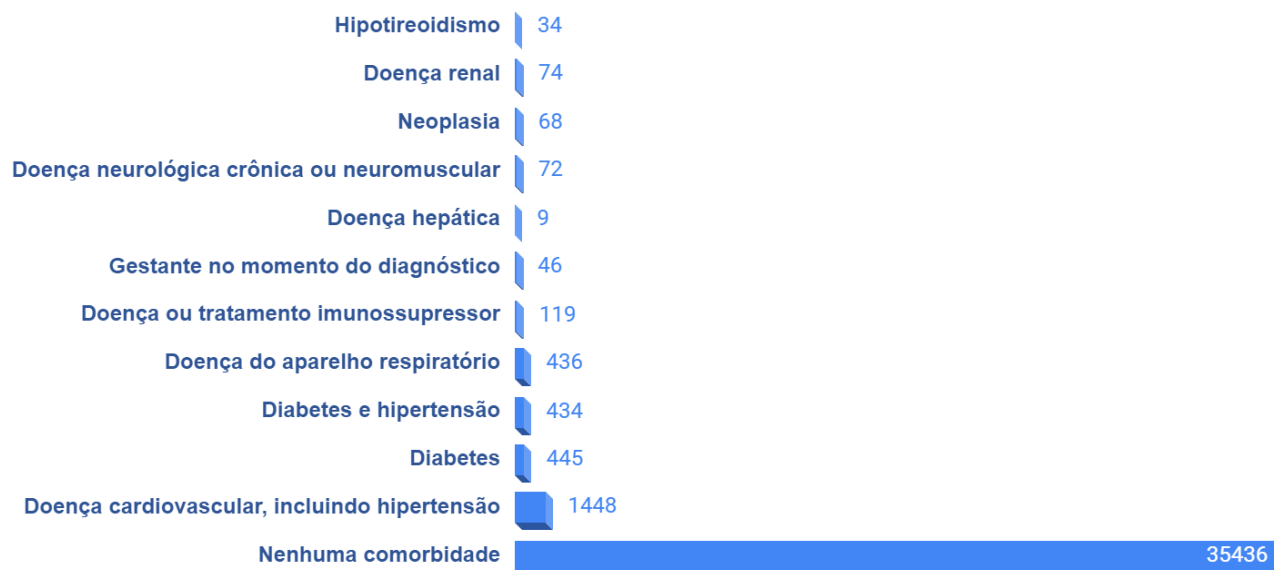 Hipotireoidismo 34
Doença renal 74
Neoplasia 68
Doença neurológica crônica ou neuromuscular 72
Doença hepática 9
Gestante no momento do diagnóstico 46
Doença ou tratamento imunossupressor 119
Doença do aparelho respiratório 436
Diabetes e hipertensão 434
Diabetes 445
Doença cardiovascular, incluindo hipertensão 1448
Nenhuma comorbidade 35436